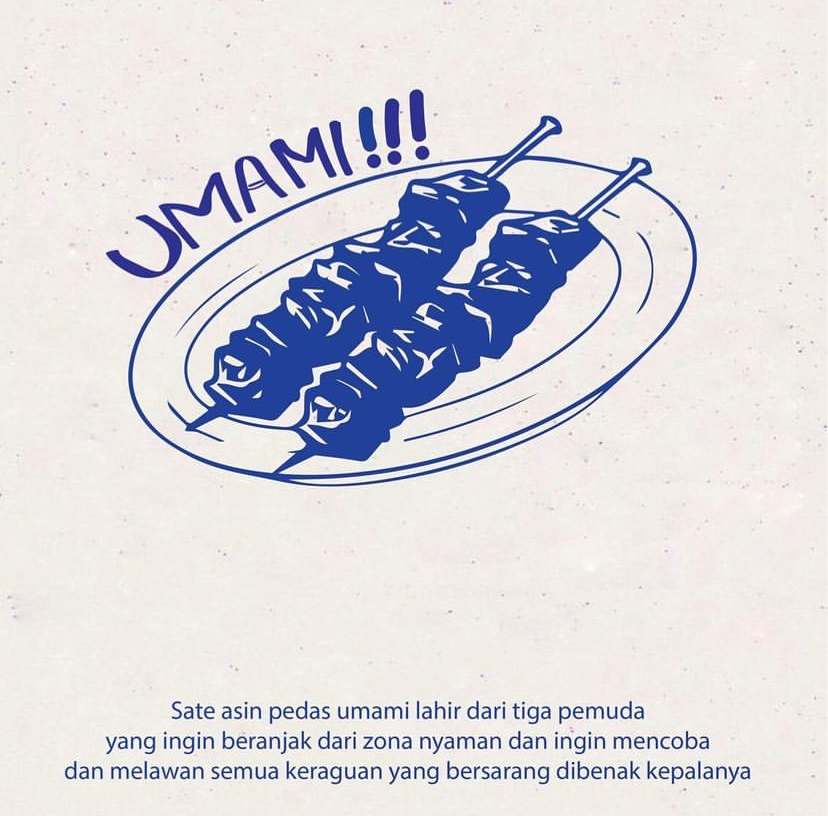 UMAMI!!!
Sate asin pedas umami lahir dari tiga pemuda
yang ingin beranjak dari zona nyaman dan ingin mencoba
dan melawan semua keraguan yang bersarang dibenak kepalanya